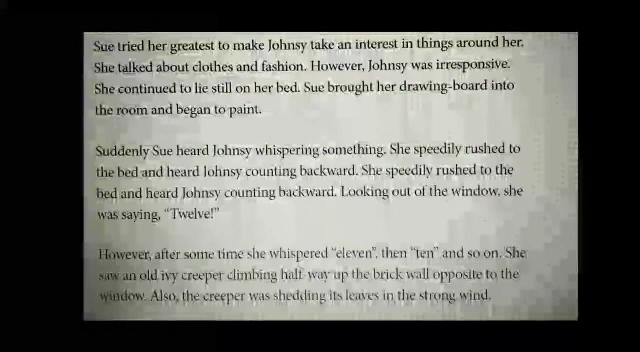 Sue tried her greatest to make Johnsy take an interest in things around her.
She talked about clothes and fashion. However, Johnsy was irresponsive.
She continued to lie still on her bed. Sue brought her drawing-board into
the room and began to paint.
Suddenly Sue heard Johnsy whispering something. She speedily rushed to
the bed and heard Johnsy counting backward. She speedily rushed to the
bed and heard Johnsy counting backward. Looking out of the window, she
was saying, “Twelve!”
However, after some time she whispered “eleven”, then “ten” and so on. She
saw an old ivy creeper climbing half-way up the brick wall opposite to the
window. Also, the creeper was shedding its leaves in the strong wind.